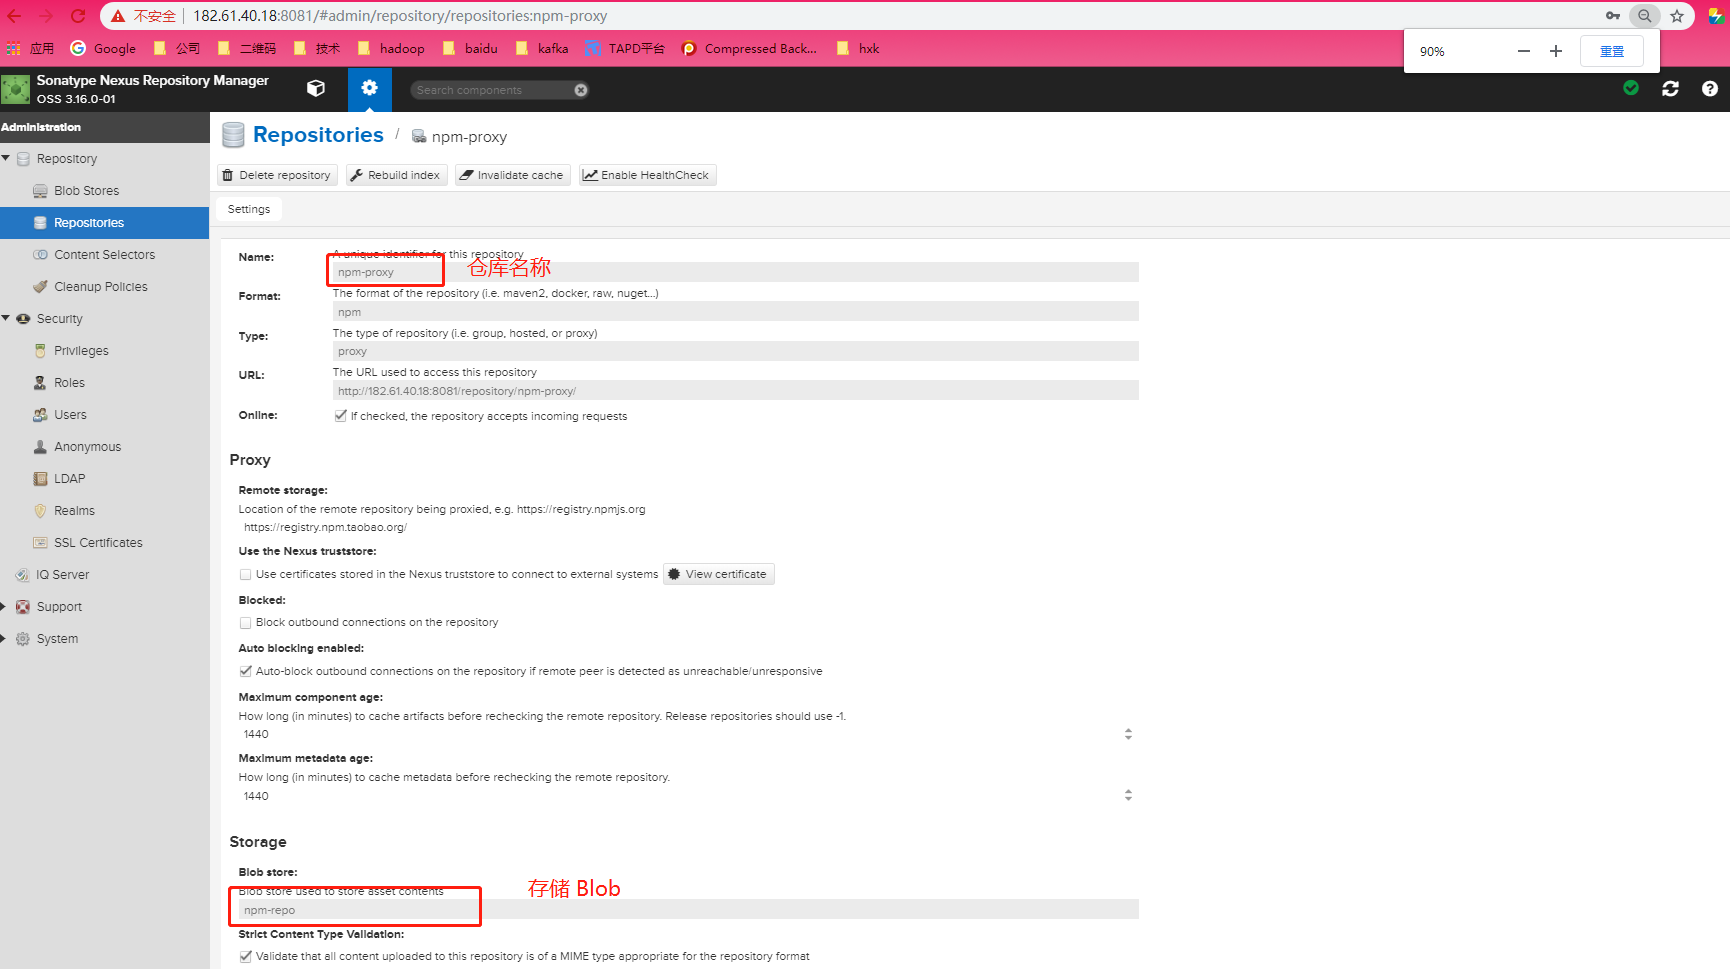 不安全 182.61.40.18:8081/#admin/repository/repositories:npm-proxy
应用 Google 公司 二维码 技术 hadoop baidu kafka TAPD平台 Compressed Back... hxk
90% 重置
Sonatype Nexus Repository Manager
OSS 3.16.0-01
Search components
Administration
Repository
Blob Stores
Repositories
Content Selectors
Cleanup Policies
Security
Privileges
Roles
Users
Anonymous
LDAP
Realms
SSL Certificates
IQ Server
Support
System
Repositories / npm-proxy
Delete repository Rebuild index Invalidate cache Enable HealthCheck
Settings
Name: A unique identifier for this repository
npm-proxy 仓库名称
Format: The format of the repository (i.e. maven2, docker, raw, nuget...)
npm
Type: The type of repository (i.e. group, hosted, or proxy)
proxy
URL: The URL used to access this repository
http://182.61.40.18:8081/repository/npm-proxy/
Online: If checked, the repository accepts incoming requests
Proxy
Remote storage:
Location of the remote repository being proxied, e.g. https://registry.npmjs.org
https://registry.npm.taobao.org/
Use the Nexus truststore:
Use certificates stored in the Nexus truststore to connect to external systems View certificate
Blocked:
Block outbound connections on the repository
Auto blocking enabled:
Auto-block outbound connections on the repository if remote peer is detected as unreachable/unresponsive
Maximum component age:
How long (in minutes) to cache artifacts before rechecking the remote repository. Release repositories should use -1.
1440
Maximum metadata age:
How long (in minutes) to cache metadata before rechecking the remote repository.
1440
Storage
Blob store:
Blob store used to store asset contents 存储 Blob
npm-repo
Strict Content Type Validation:
Validate that all content uploaded to this repository is of a MIME type appropriate for the repository format